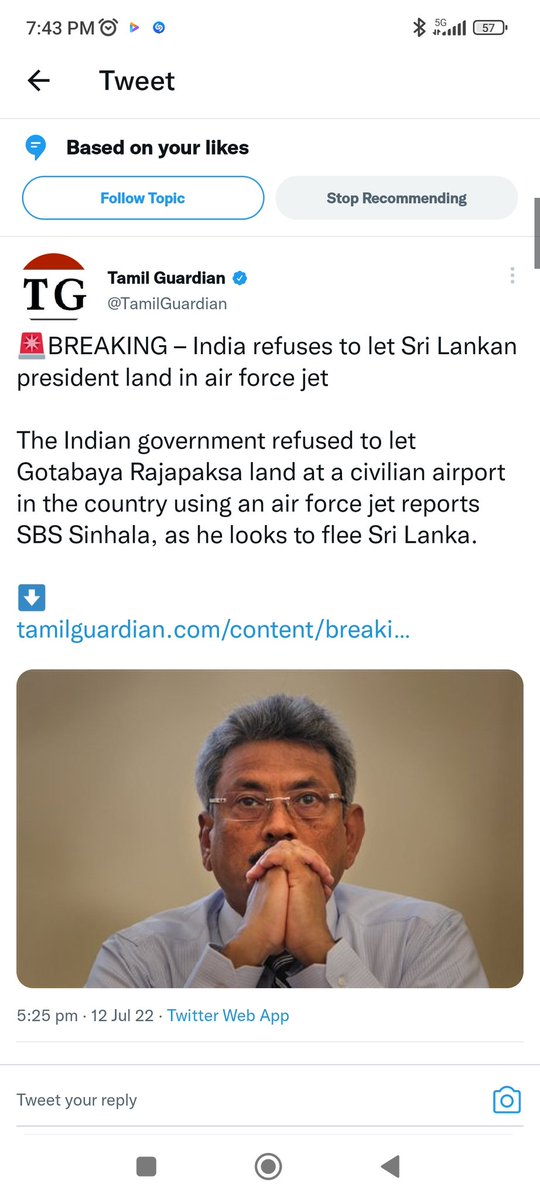 7:43 PM
5G
57
Tweet
Based on your likes
Follow Topic
Stop Recommending
TG
Tamil Guardian
@TamilGuardian
🚨BREAKING – India refuses to let Sri Lankan
president land in air force jet
The Indian government refused to let
Gotabaya Rajapaksa land at a civilian airport
in the country using an air force jet reports
SBS Sinhala, as he looks to flee Sri Lanka.
⬇️
tamilguardian.com/content/breaki...
5:25 pm · 12 Jul 22 · Twitter Web App
Tweet your reply